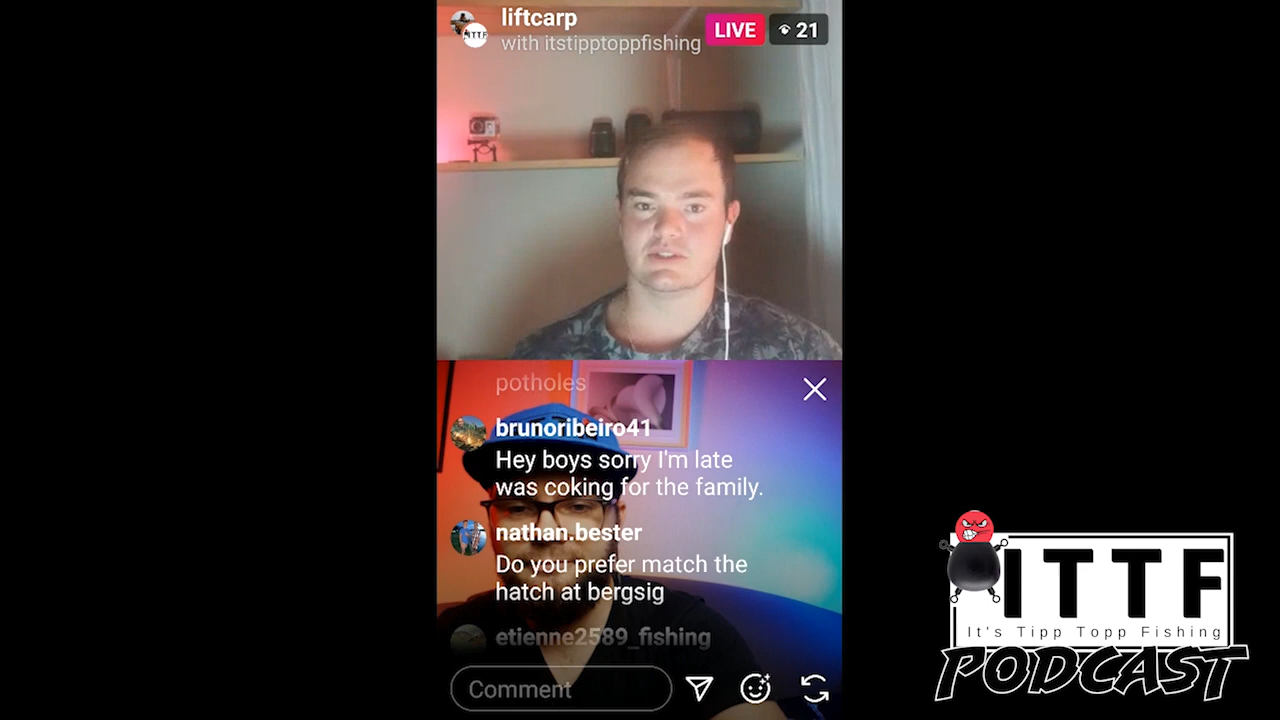 liftcarp
with itstipptoppfishing
LIVE
21
ITTF
potholes
brunoribeiro41
Hey boys sorry I'm late
was coking for the family.
nathan.bester
Do you prefer match the
hatch at bergsig
etienne2589_fishing
Comment
ITTF
It's Tipp Topp Fishing
PODCAST